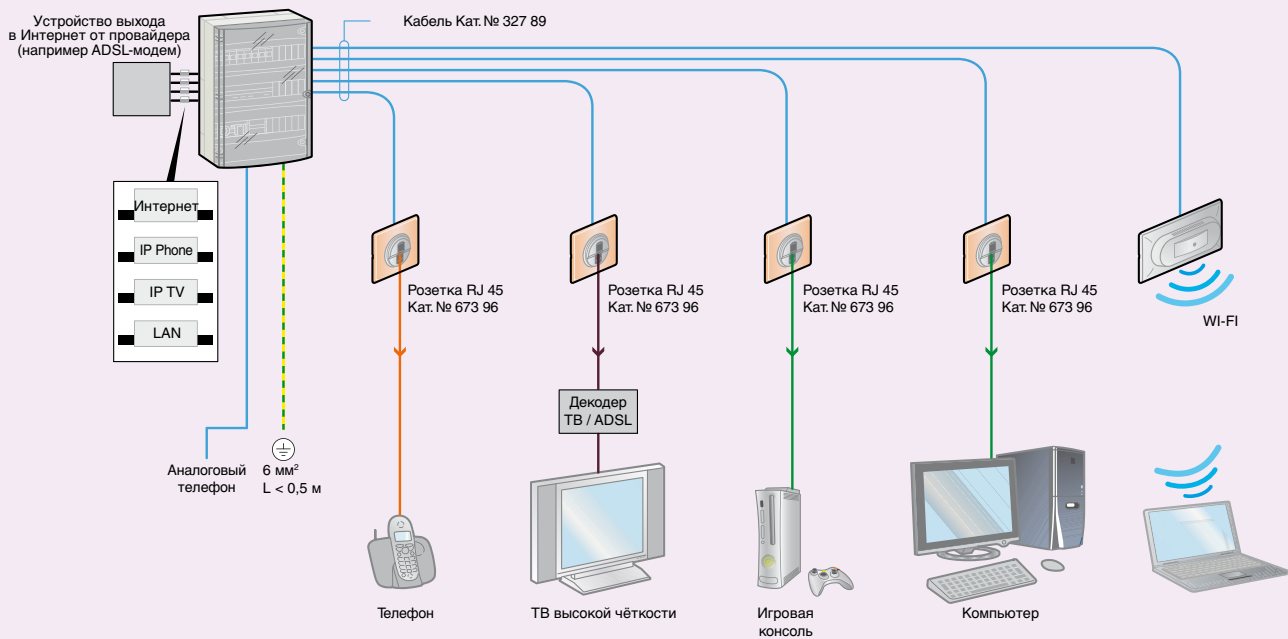 Устройство выхода
в Интернет от провайдера
(например ADSL-модем)
Кабель Кат. № 327 89
Интернет
IP Phone
IP TV
LAN
Розетка RJ 45
Кат. № 673 96
Розетка RJ 45
Кат. № 673 96
Розетка RJ 45
Кат. № 673 96
Розетка RJ 45
Кат. № 673 96
WI-FI
Декодер
ТВ / ADSL
Аналоговый
телефон
6 мм²
L < 0,5 м
Телефон
ТВ высокой чёткости
Игровая
консоль
Компьютер